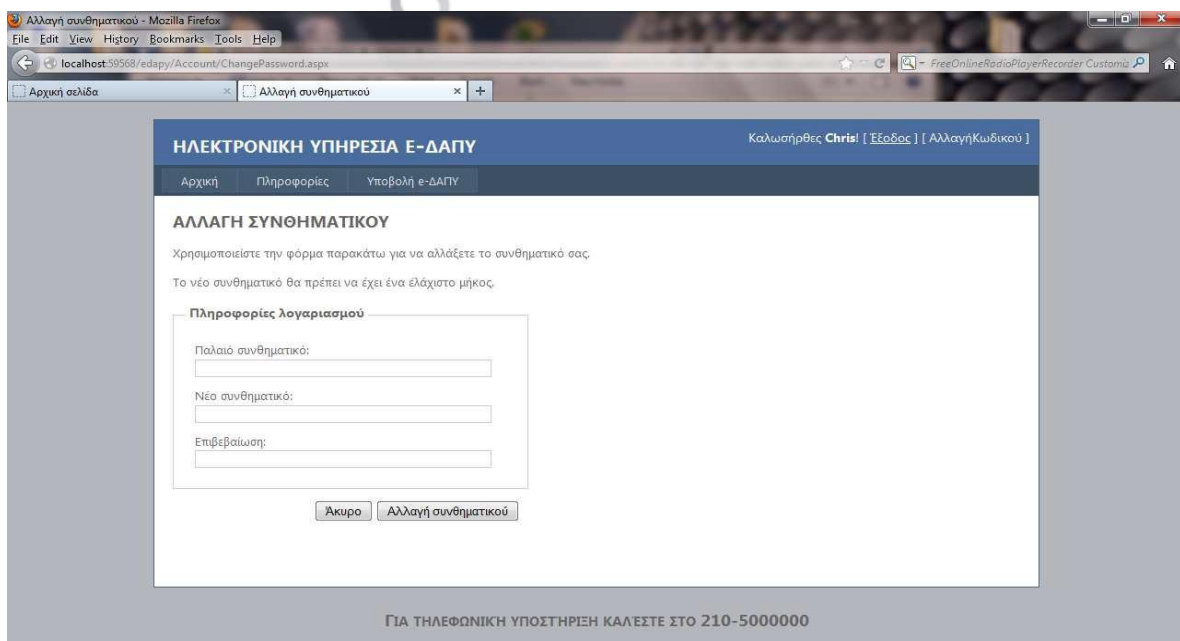 Αλλαγή συνθηματικού - Mozilla Firefox
File Edit View History Bookmarks Tools Help
localhost:59568/edapy/Account/ChangePassword.aspx
FreeOnlineRadioPlayerRecorder Customiz
Αρχική σελίδα
Αλλαγή συνθηματικού
ΗΛΕΚΤΡΟΝΙΚΗ ΥΠΗΡΕΣΙΑ Ε-ΔΑΠΥ
Καλωσήρθες Chris! [ Έξοδος ] [ ΑλλαγήΚωδικού ]
Αρχική Πληροφορίες Υποβολή e-ΔΑΠΥ
ΑΛΛΑΓΗ ΣΥΝΘΗΜΑΤΙΚΟΥ
Χρησιμοποιείστε την φόρμα παρακάτω για να αλλάξετε το συνθηματικό σας.
Το νέο συνθηματικό θα πρέπει να έχει ένα ελάχιστο μήκος.
Πληροφορίες λογαριασμού
Παλαιό συνθηματικό:
Νέο συνθηματικό:
Επιβεβαίωση:
Άκυρο Αλλαγή συνθηματικού
ΓΙΑ ΤΗΛΕΦΩΝΙΚΉ ΥΠΟΣΤΉΡΙΞΗ ΚΑΛΈΣΤΕ ΣΤΟ 210-5000000